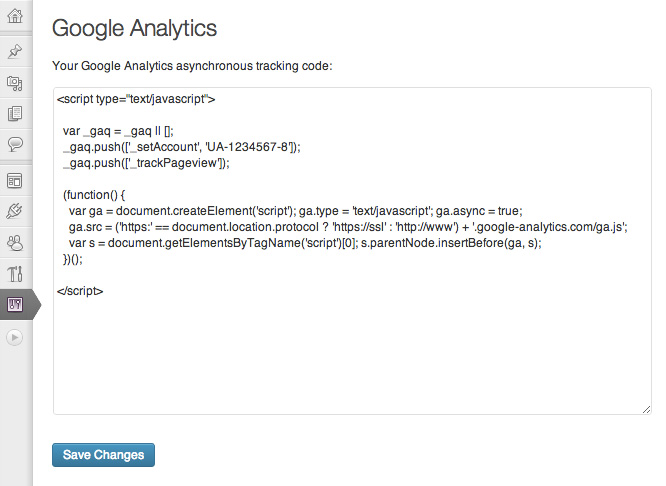 Google Analytics
Your Google Analytics asynchronous tracking code:
<script type="text/javascript">
var _gaq = _gaq || [];
_gaq.push(['_setAccount', 'UA-1234567-8']);
_gaq.push(['_trackPageview']);
(function() {
var ga = document.createElement('script'); ga.type = 'text/javascript'; ga.async = true;
ga.src = ('https:' == document.location.protocol ? 'https://ssl' : 'http://www') + '.google-analytics.com/ga.js';
var s = document.getElementsByTagName('script')[0]; s.parentNode.insertBefore(ga, s);
})();
</script>
Save Changes